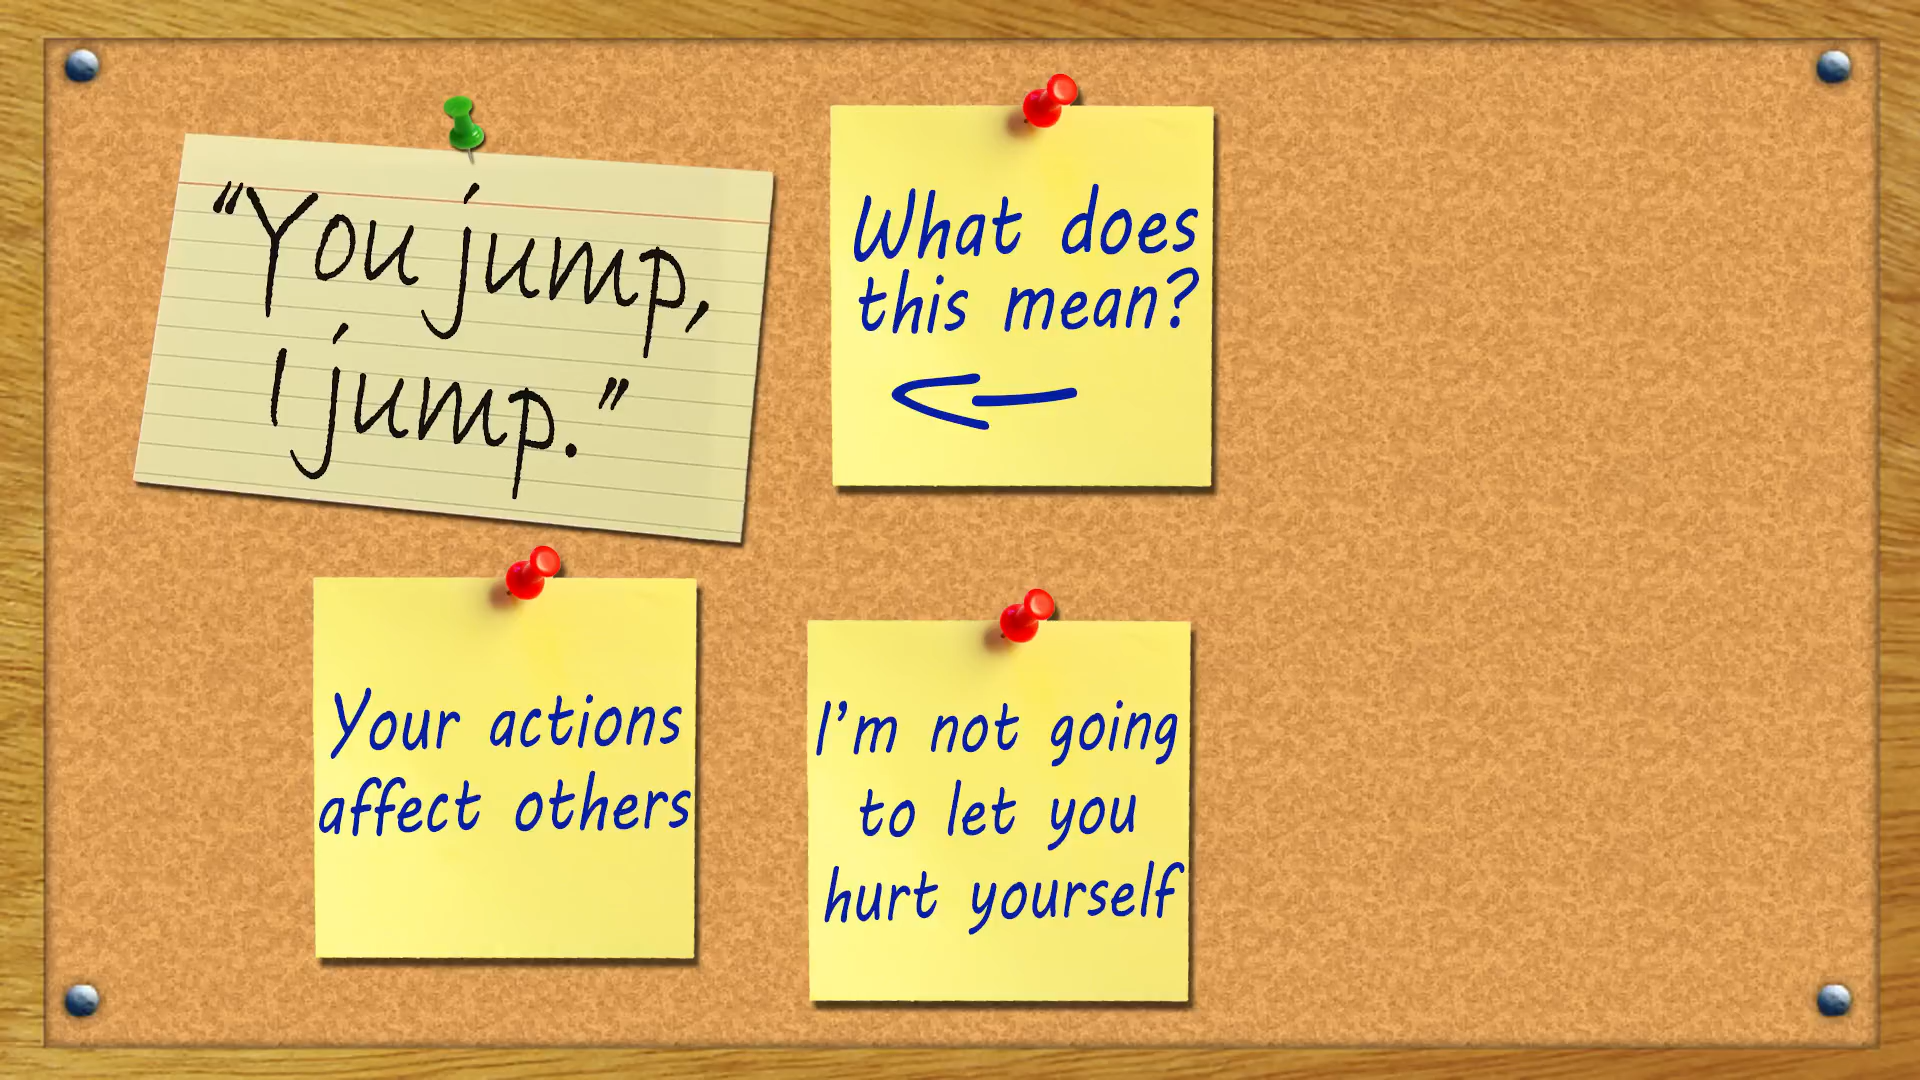 “You jump,
I jump.”
What does
this mean?
Your actions
affect others
I’m not going
to let you
hurt yourself